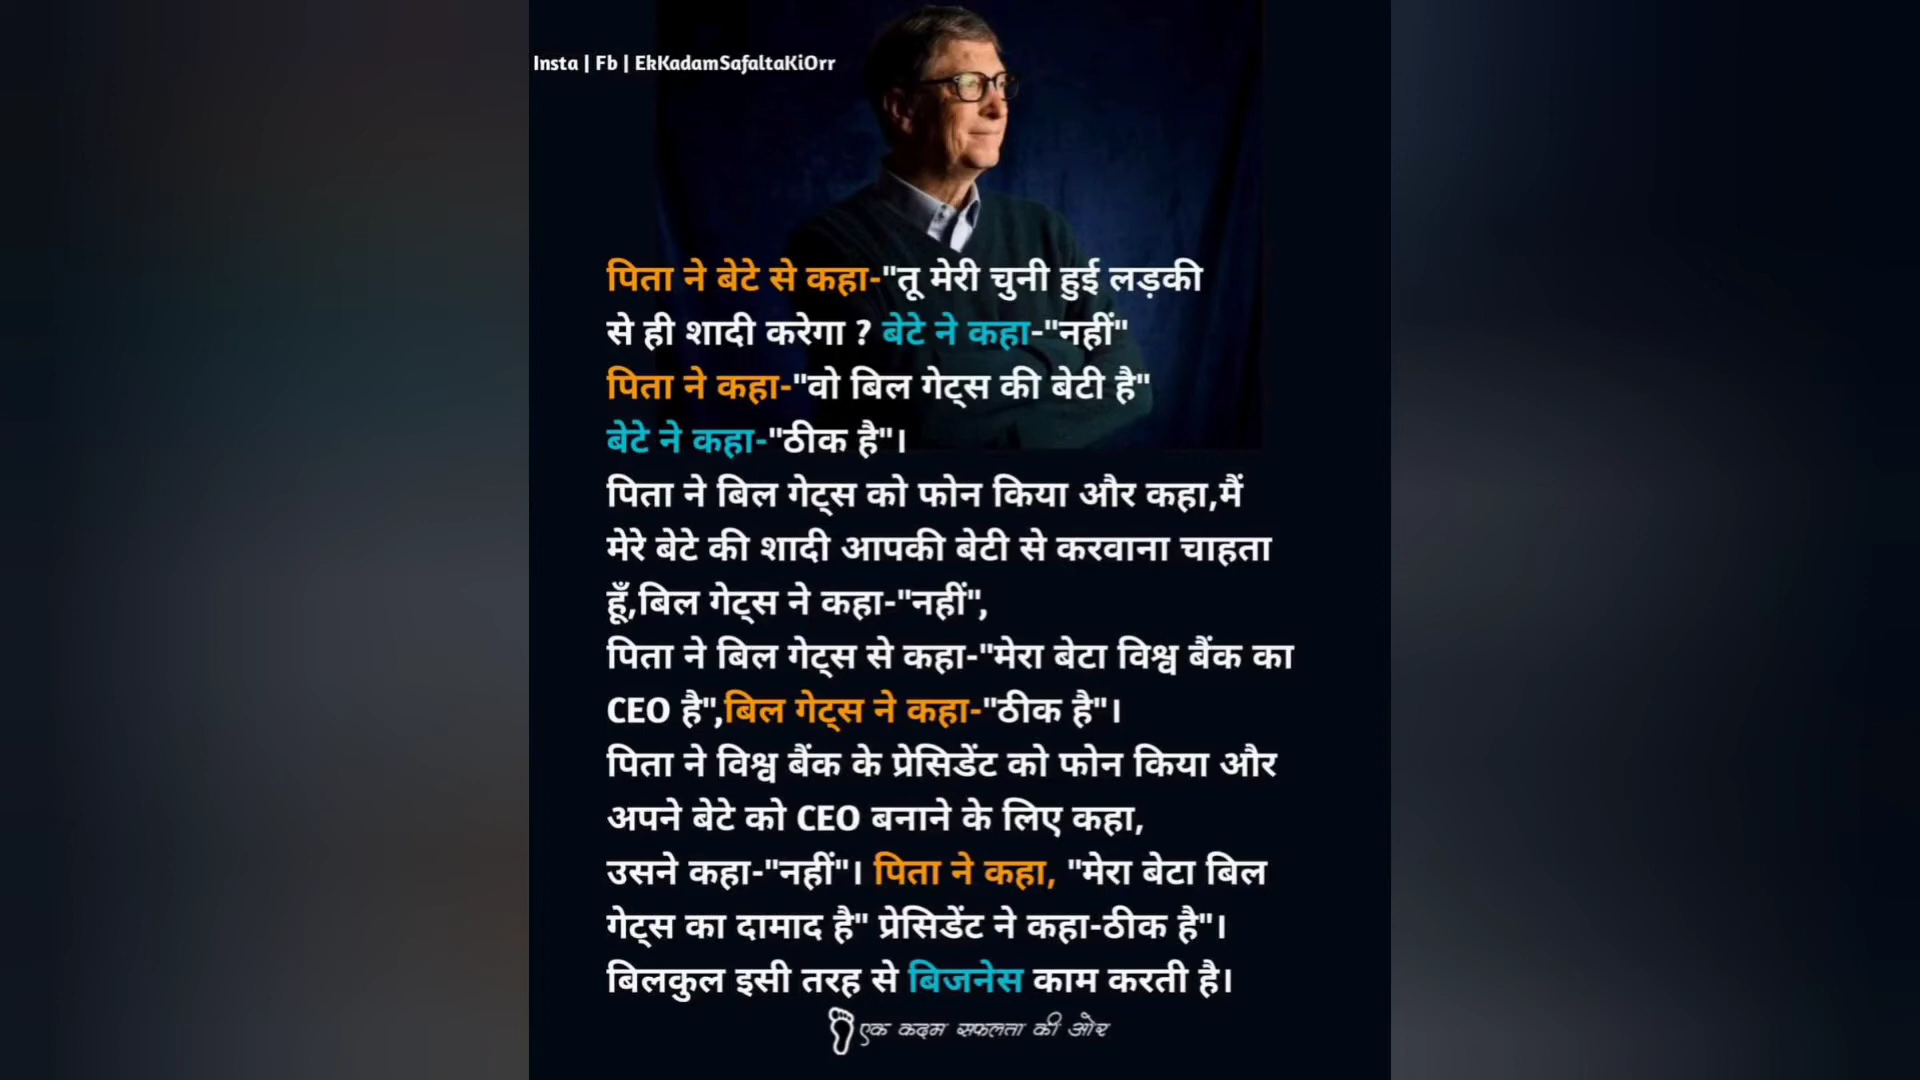 Insta | Fb | EkKadamSafaltaKiOrr
पिता ने बेटे से कहा-"तू मेरी चुनी हुई लड़की
से ही शादी करेगा ? बेटे ने कहा-"नहीं"
पिता ने कहा-"वो बिल गेट्स की बेटी है"
बेटे ने कहा-"ठीक है"।
पिता ने बिल गेट्स को फोन किया और कहा,मैं
मेरे बेटे की शादी आपकी बेटी से करवाना चाहता
हूँ,बिल गेट्स ने कहा-"नहीं",
पिता ने बिल गेट्स से कहा-"मेरा बेटा विश्व बैंक का
CEO है",बिल गेट्स ने कहा-"ठीक है"।
पिता ने विश्व बैंक के प्रेसिडेंट को फोन किया और
अपने बेटे को CEO बनाने के लिए कहा,
उसने कहा-"नहीं"। पिता ने कहा, "मेरा बेटा बिल
गेट्स का दामाद है" प्रेसिडेंट ने कहा-ठीक है"।
बिलकुल इसी तरह से बिजनेस काम करती है।
एक कदम सफलता की ओर